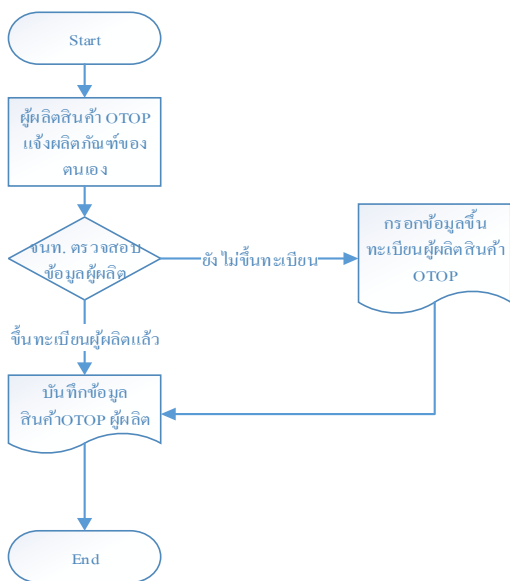 Start
ผู้ผลิตสินค้า OTOP
แจ้งผลิตภัณฑ์ของ
ตนเอง
จนท. ตรวจสอบ
ข้อมูลผู้ผลิต
ยังไม่ขึ้นทะเบียน
กรอกข้อมูลขึ้น
ทะเบียนผู้ผลิตสินค้า
OTOP
ขึ้นทะเบียนผู้ผลิตแล้ว
บันทึกข้อมูล
สินค้าOTOP ผู้ผลิต
End